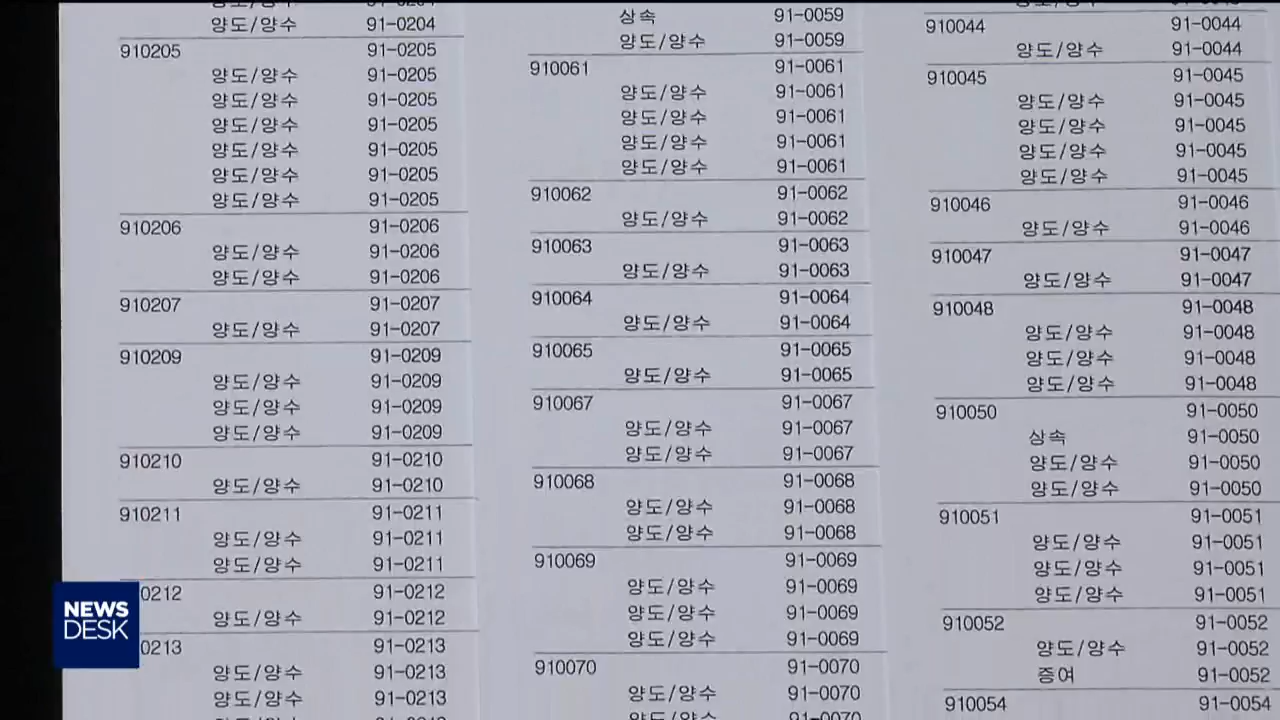 양도/양수 91-0204
910205 91-0205
양도/양수 91-0205
양도/양수 91-0205
양도/양수 91-0205
양도/양수 91-0205
양도/양수 91-0205
양도/양수 91-0205
910206 91-0206
양도/양수 91-0206
양도/양수 91-0206
910207 91-0207
양도/양수 91-0207
910209 91-0209
양도/양수 91-0209
양도/양수 91-0209
양도/양수 91-0209
910210 91-0210
양도/양수 91-0210
910211 91-0211
양도/양수 91-0211
양도/양수 91-0211
0212 91-0212
양도/양수 91-0212
0213 91-0213
양도/양수 91-0213
양도/양수 91-0213
상속 91-0059
양도/양수 91-0059
910061 91-0061
양도/양수 91-0061
양도/양수 91-0061
양도/양수 91-0061
양도/양수 91-0061
910062 91-0062
양도/양수 91-0062
910063 91-0063
양도/양수 91-0063
910064 91-0064
양도/양수 91-0064
910065 91-0065
양도/양수 91-0065
910067 91-0067
양도/양수 91-0067
양도/양수 91-0067
910068 91-0068
양도/양수 91-0068
양도/양수 91-0068
910069 91-0069
양도/양수 91-0069
양도/양수 91-0069
양도/양수 91-0069
910070 91-0070
양도/양수 91-0070
양도/양수 91-0070
910044 91-0044
양도/양수 91-0044
910045 91-0045
양도/양수 91-0045
양도/양수 91-0045
양도/양수 91-0045
양도/양수 91-0045
910046 91-0046
양도/양수 91-0046
910047 91-0047
양도/양수 91-0047
910048 91-0048
양도/양수 91-0048
양도/양수 91-0048
양도/양수 91-0048
910050 91-0050
상속 91-0050
양도/양수 91-0050
양도/양수 91-0050
910051 91-0051
양도/양수 91-0051
양도/양수 91-0051
양도/양수 91-0051
910052 91-0052
양도/양수 91-0052
증여 91-0052
910054 91-0054
NEWS
DESK